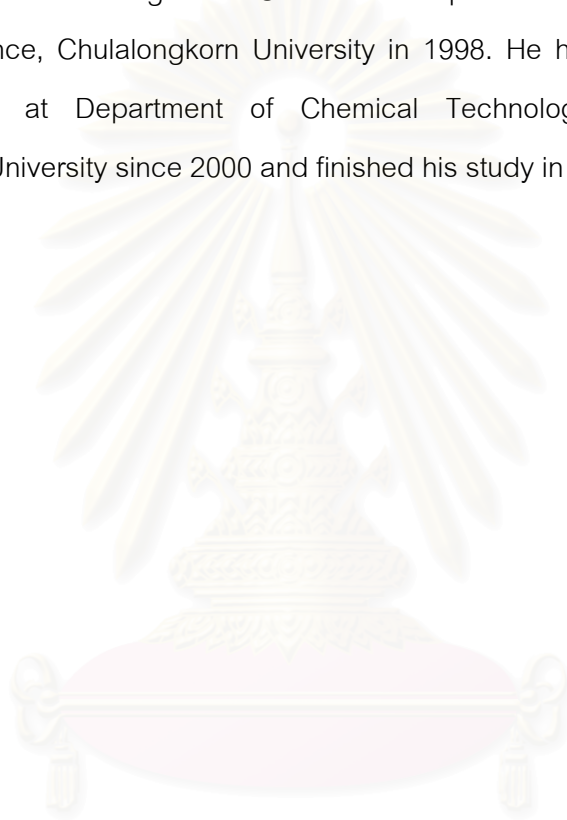 nce, Chulalongkorn University in 1998. He h
at Department of Chemical Technolog
University since 2000 and finished his study in